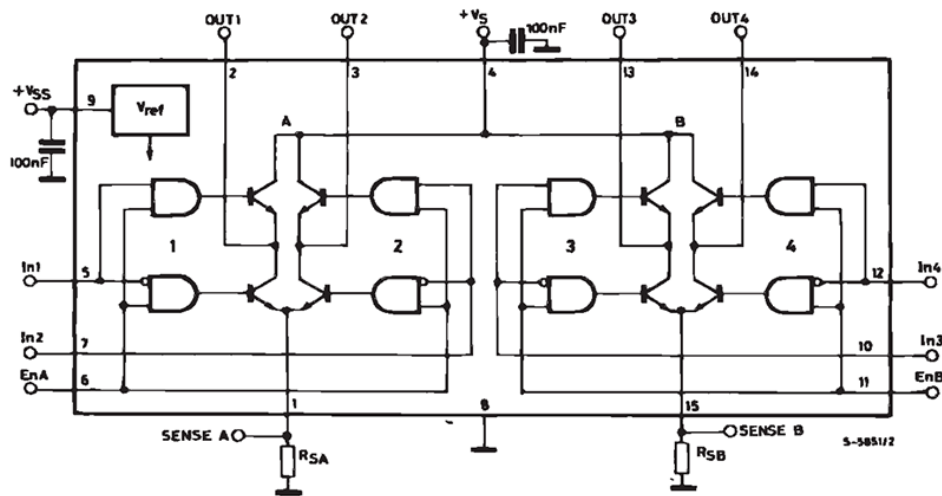 OUT1
OUT2
+VS
100nF
OUT3
OUT4
2
3
4
13
14
+VSS
9
Vref
A
B
100nF
1
2
3
4
In1
5
12
In4
In2
7
10
In3
EnA
6
11
EnB
1
8
15
SENSE A
SENSE B
S-5851/2
RSA
RSB